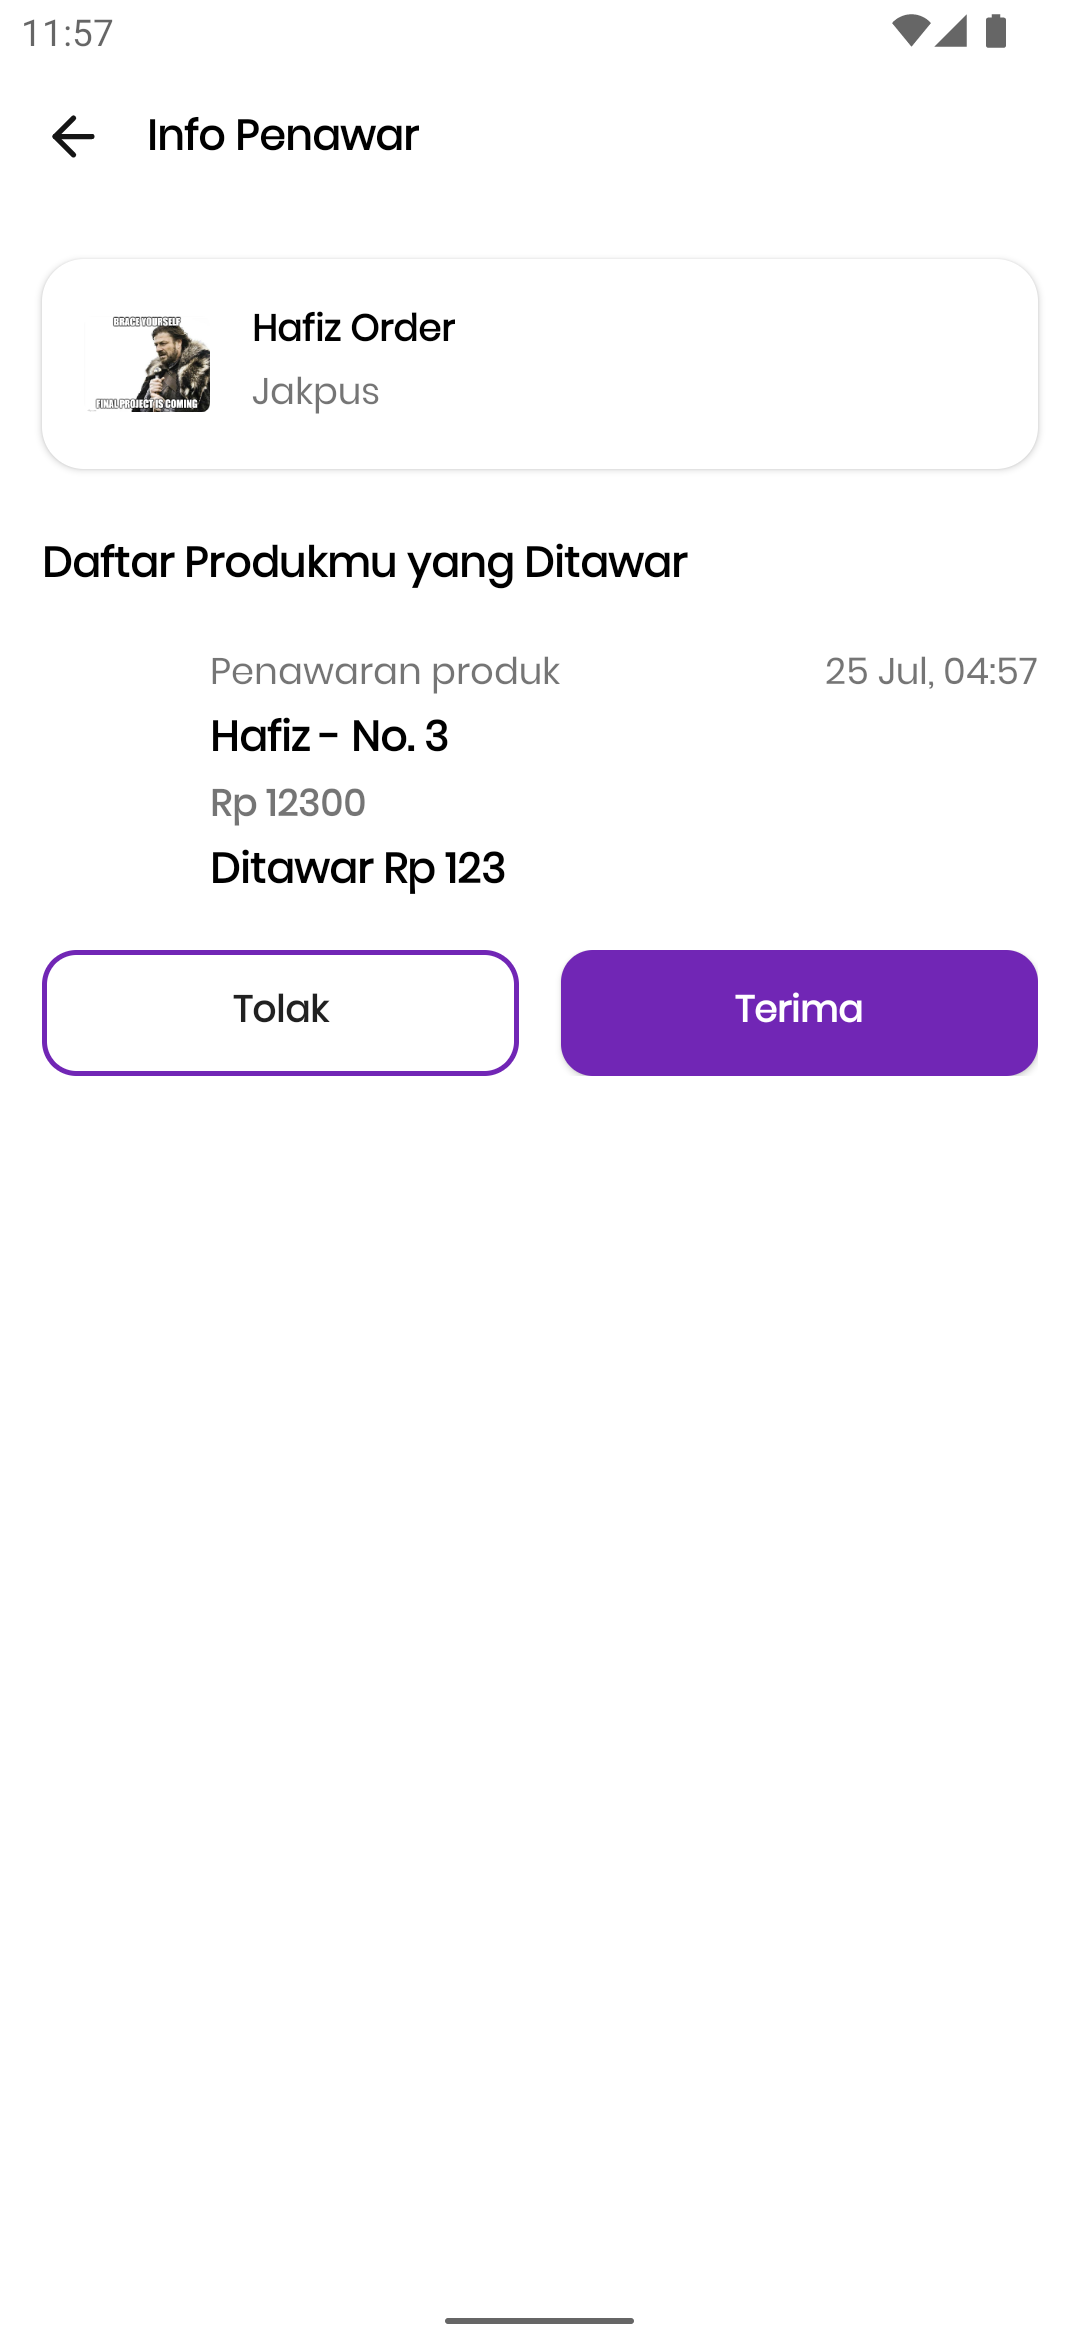 11:57
Info Penawar
BRACE YOURSELF
FINAL PROJECT IS COMING
Hafiz Order
Jakpus
Daftar Produkmu yang Ditawar
Penawaran produk 25 Jul, 04:57
Hafiz - No. 3
Rp 12300
Ditawar Rp 123
Tolak Terima